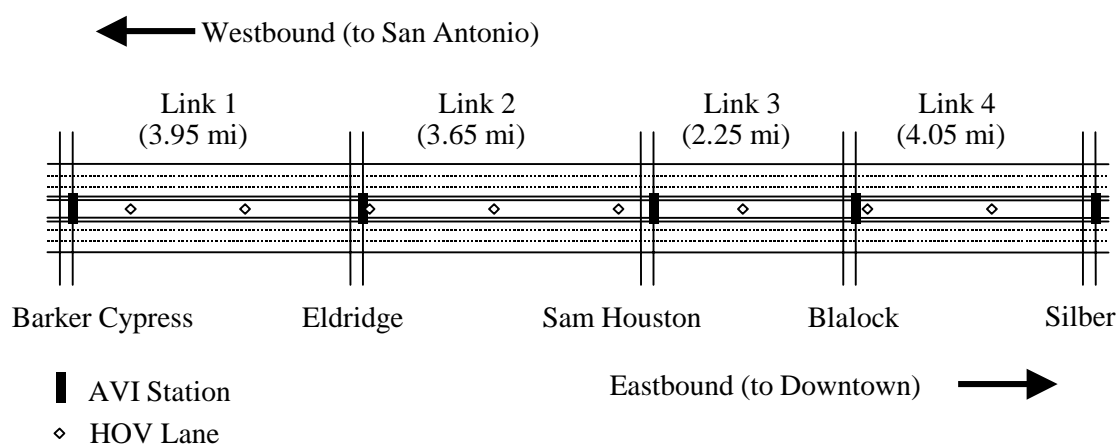 Westbound (to San Antonio)
Link 1 Link 2 Link 3 Link 4
(3.95 mi) (3.65 mi) (2.25 mi) (4.05 mi)
Barker Cypress Eldridge Sam Houston Blalock Silber
AVI Station
Eastbound (to Downtown)
HOV Lane